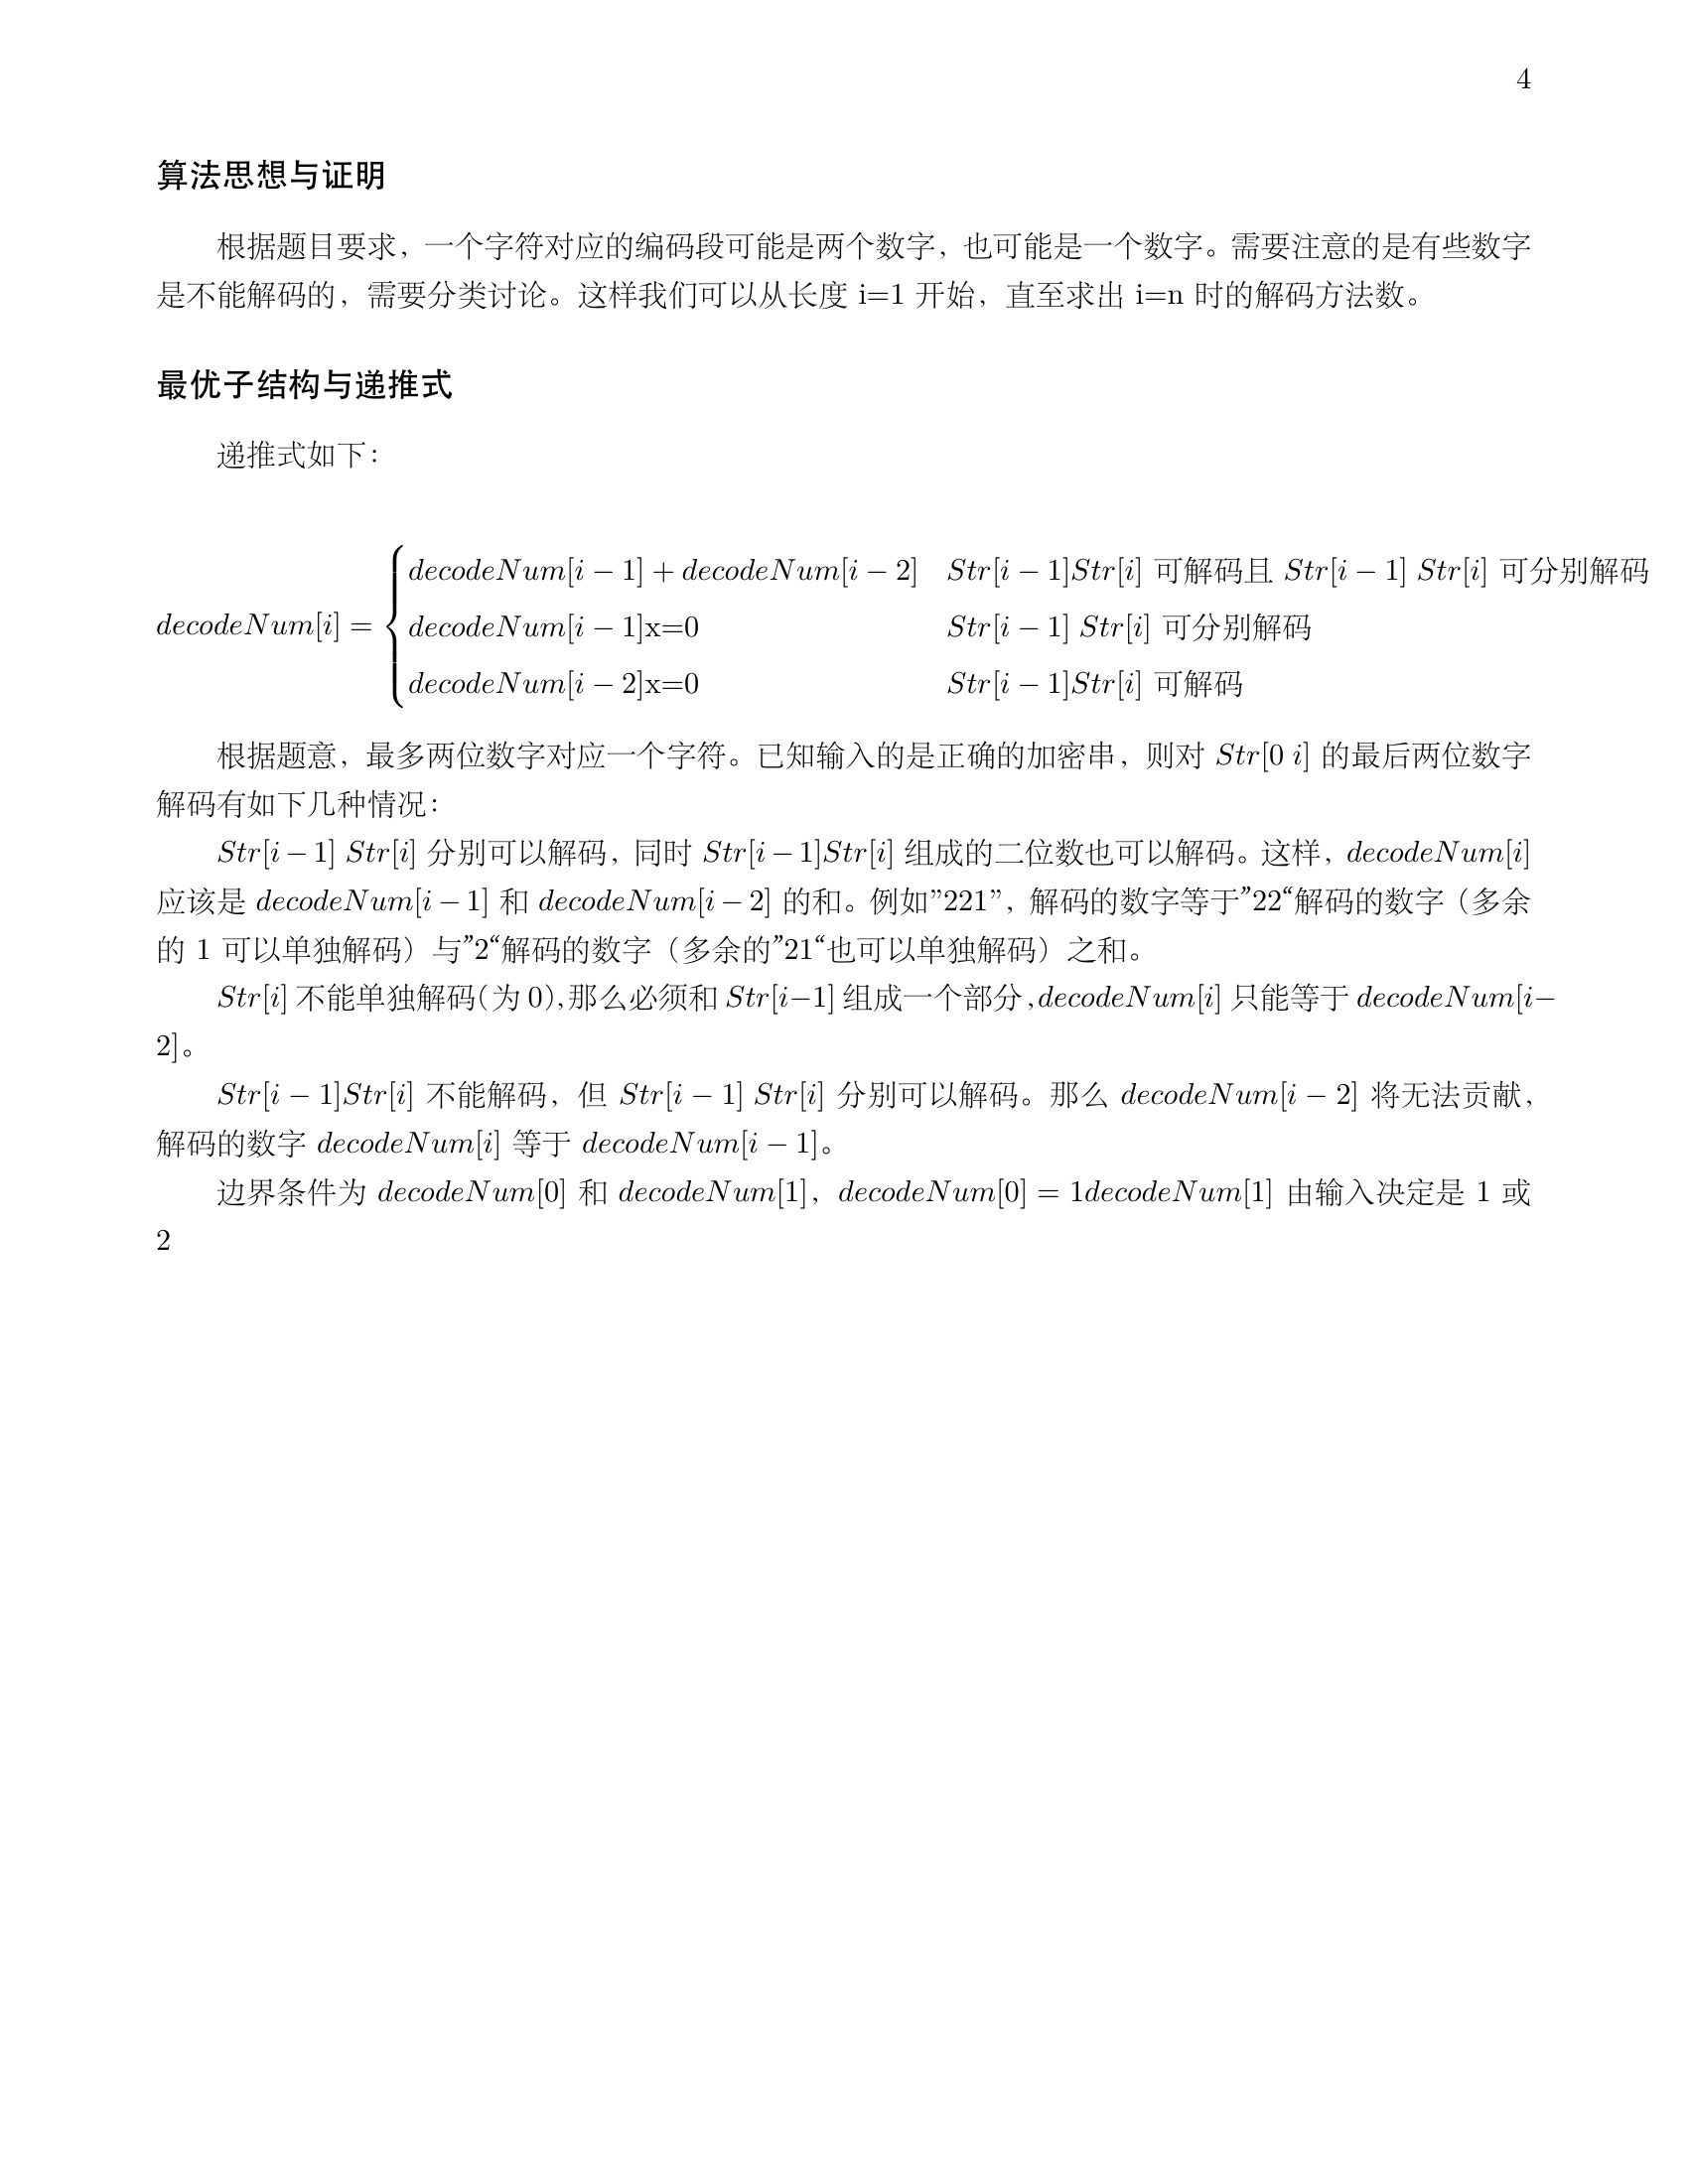 4
算法思想与证明
根据题目要求，一个字符对应的编码段可能是两个数字，也可能是一个数字。需要注意的是有些数字
是不能解码的，需要分类讨论。这样我们可以从长度 i=1 开始，直至求出 i=n 时的解码方法数。
最优子结构与递推式
递推式如下：
decodeNum[i − 1] + decodeNum[i − 2] Str[i − 1]Str[i] 可解码且 Str[i − 1] Str[i] 可分别解码
decodeNum[i] = { decodeNum[i − 1]x=0 Str[i − 1] Str[i] 可分别解码
decodeNum[i − 2]x=0 Str[i − 1]Str[i] 可解码
根据题意，最多两位数字对应一个字符。已知输入的是正确的加密串，则对 Str[0 i] 的最后两位数字
解码有如下几种情况：
Str[i − 1] Str[i] 分别可以解码，同时 Str[i − 1]Str[i] 组成的二位数也可以解码。这样，decodeNum[i]
应该是 decodeNum[i − 1] 和 decodeNum[i − 2] 的和。例如”221”，解码的数字等于”22“解码的数字（多余
的 1 可以单独解码）与”2“解码的数字（多余的”21“也可以单独解码）之和。
Str[i] 不能单独解码（为 0），那么必须和 Str[i−1] 组成一个部分，decodeNum[i] 只能等于 decodeNum[i−
2]。
Str[i − 1]Str[i] 不能解码，但 Str[i − 1] Str[i] 分别可以解码。那么 decodeNum[i − 2] 将无法贡献，
解码的数字 decodeNum[i] 等于 decodeNum[i − 1]。
边界条件为 decodeNum[0] 和 decodeNum[1]，decodeNum[0] = 1decodeNum[1] 由输入决定是 1 或
2